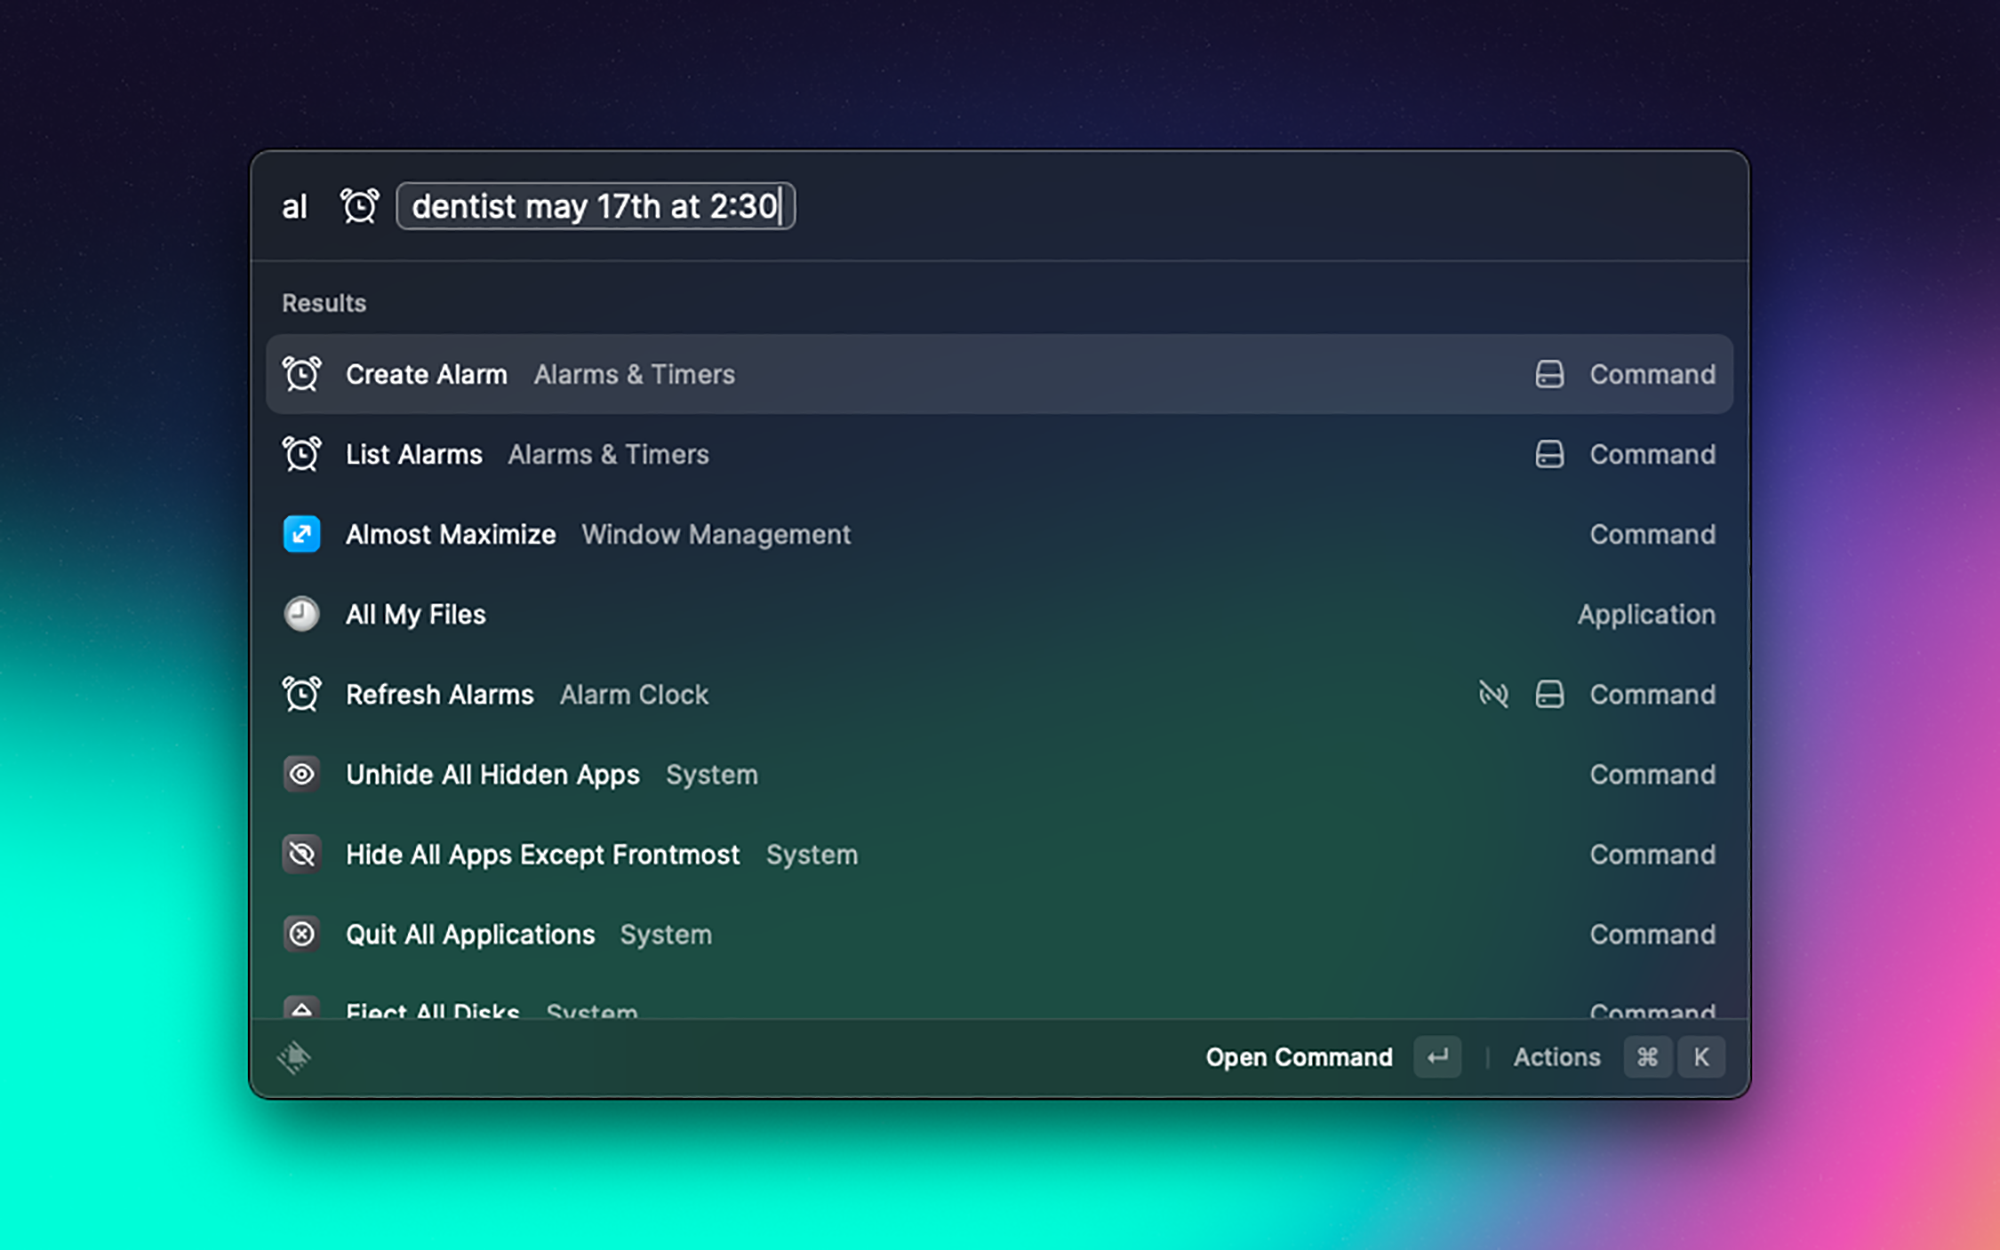 al dentist may 17th at 2:30
Results
Create Alarm Alarms & Timers Command
List Alarms Alarms & Timers Command
Almost Maximize Window Management Command
All My Files Application
Refresh Alarms Alarm Clock Command
Unhide All Hidden Apps System Command
Hide All Apps Except Frontmost System Command
Quit All Applications System Command
Eject All Disks System Command
Open Command ↵ | Actions ⌘ K